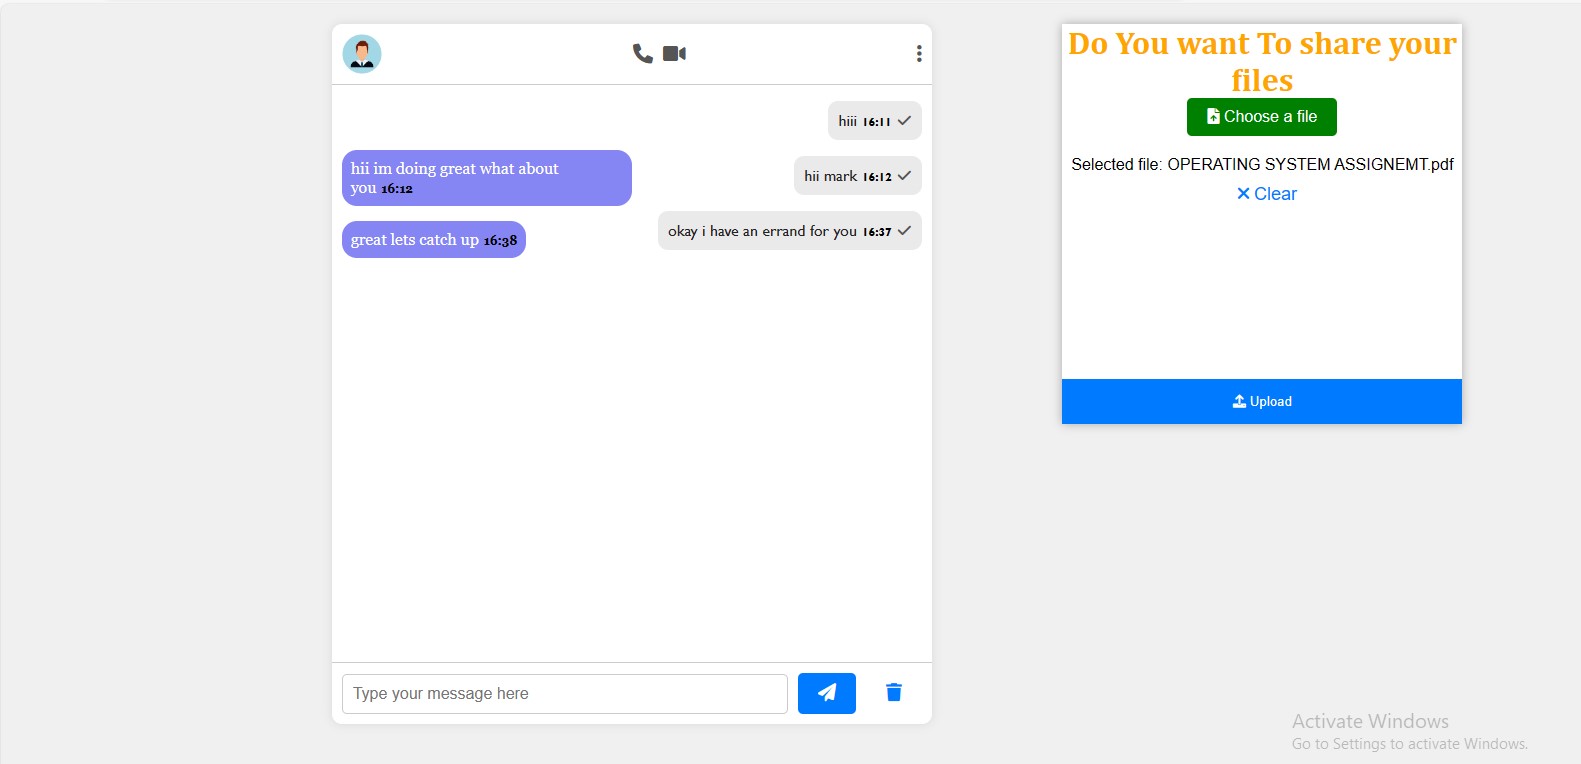 hiii 16:11
hii im doing great what about
you 16:12
hii mark 16:12
okay i have an errand for you 16:37
great lets catch up 16:38
Type your message here
Do You want To share your
files
Choose a file
Selected file: OPERATING SYSTEM ASSIGNEMT.pdf
Clear
Upload
Activate Windows
Go to Settings to activate Windows.